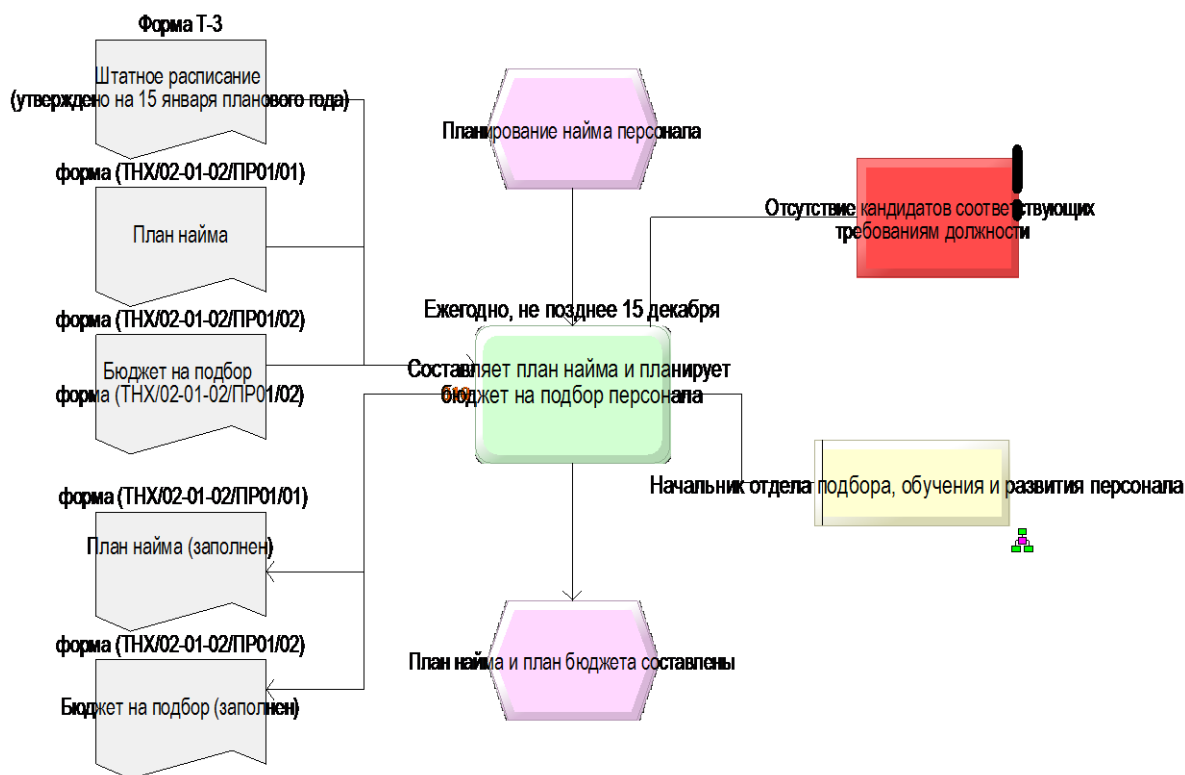 Форма Т-3
Штатное расписание
(утверждено на 15 января планового года)
форма (ТНХ/02-01-02/ПР01/01)
План найма
форма (ТНХ/02-01-02/ПР01/02)
Бюджет на подбор
форма (ТНХ/02-01-02/ПР01/02)
форма (ТНХ/02-01-02/ПР01/01)
План найма (заполнен)
форма (ТНХ/02-01-02/ПР01/02)
Бюджет на подбор (заполнен)
Планирование найма персонала
Ежегодно, не позднее 15 декабря
Составляет план найма и планирует
бюджет на подбор персонала
План найма и план бюджета составлены
Отсутствие кандидатов соответствующих
требованиям должности
Начальник отдела подбора, обучения и развития персонала